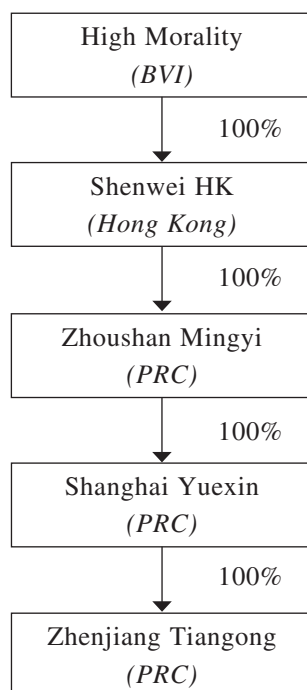 High Morality
(BVI)
100%
Shenwei HK
(Hong Kong)
100%
Zhoushan Mingyi
(PRC)
100%
Shanghai Yuexin
(PRC)
100%
Zhenjiang Tiangong
(PRC)